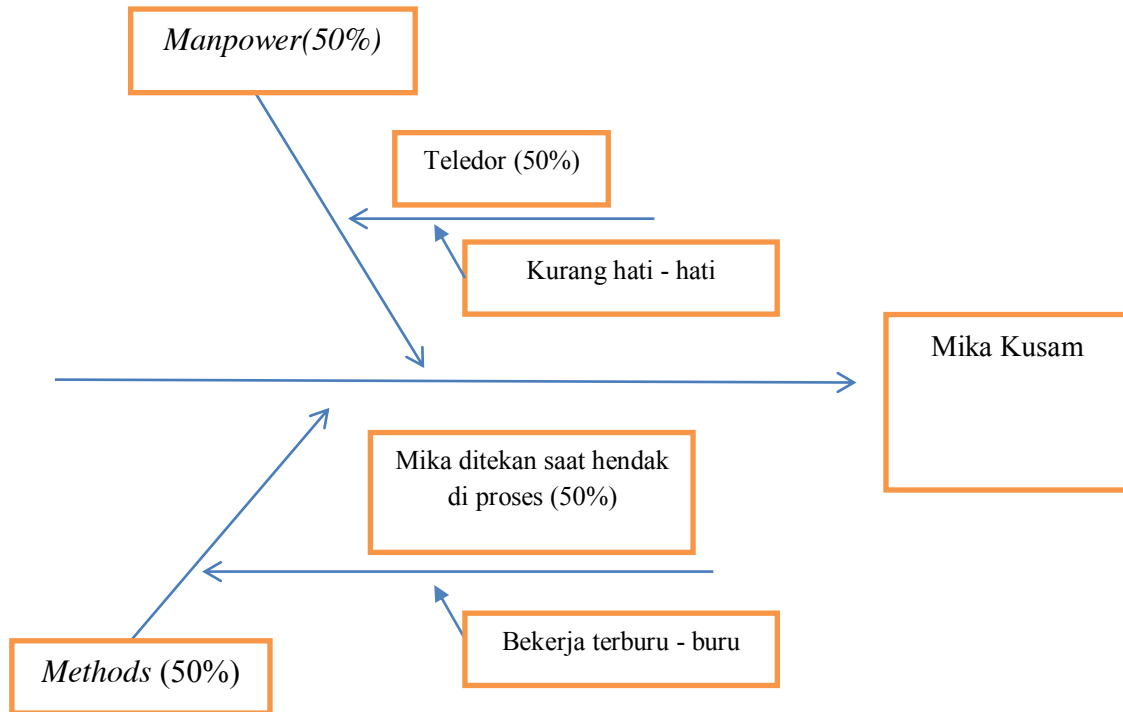 Manpower(50%)
Teledor (50%)
Kurang hati - hati
Mika Kusam
Mika ditekan saat hendak
di proses (50%)
Bekerja terburu - buru
Methods (50%)